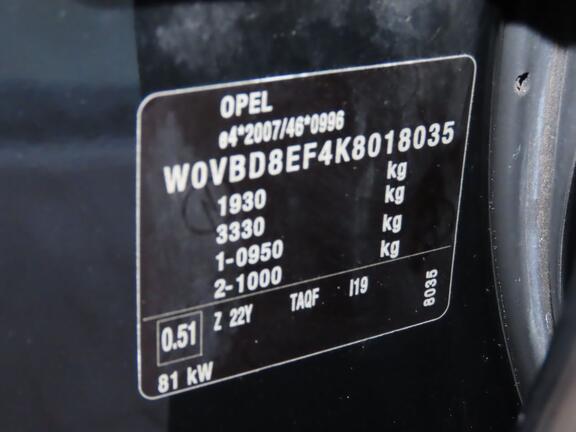 OPEL
e4*2007/46*0996
W0VBD8EF4K8018035
1930 kg
3330 kg
1-0950 kg
2-1000 kg
0.51 Z 22Y TAQF I19 8035
81 kW